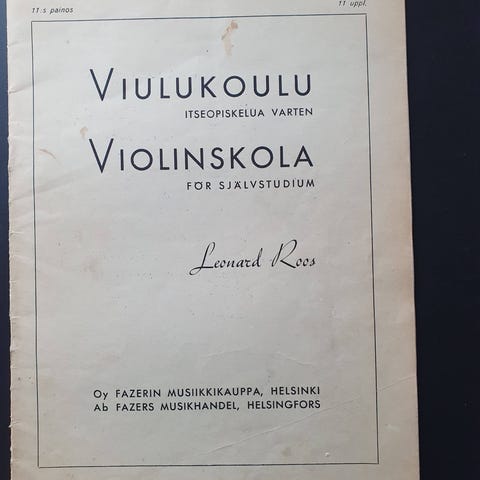 11:s painos
11 uppl.
VIULUKOULU
ITSEOPISKELUA VARTEN
VIOLINSKOLA
FÖR SJÄLVSTUDIUM
Leonard Roos
Oy FAZERIN MUSIIKKIKAUPPA, HELSINKI
Ab FAZERS MUSIKHANDEL, HELSINGFORS